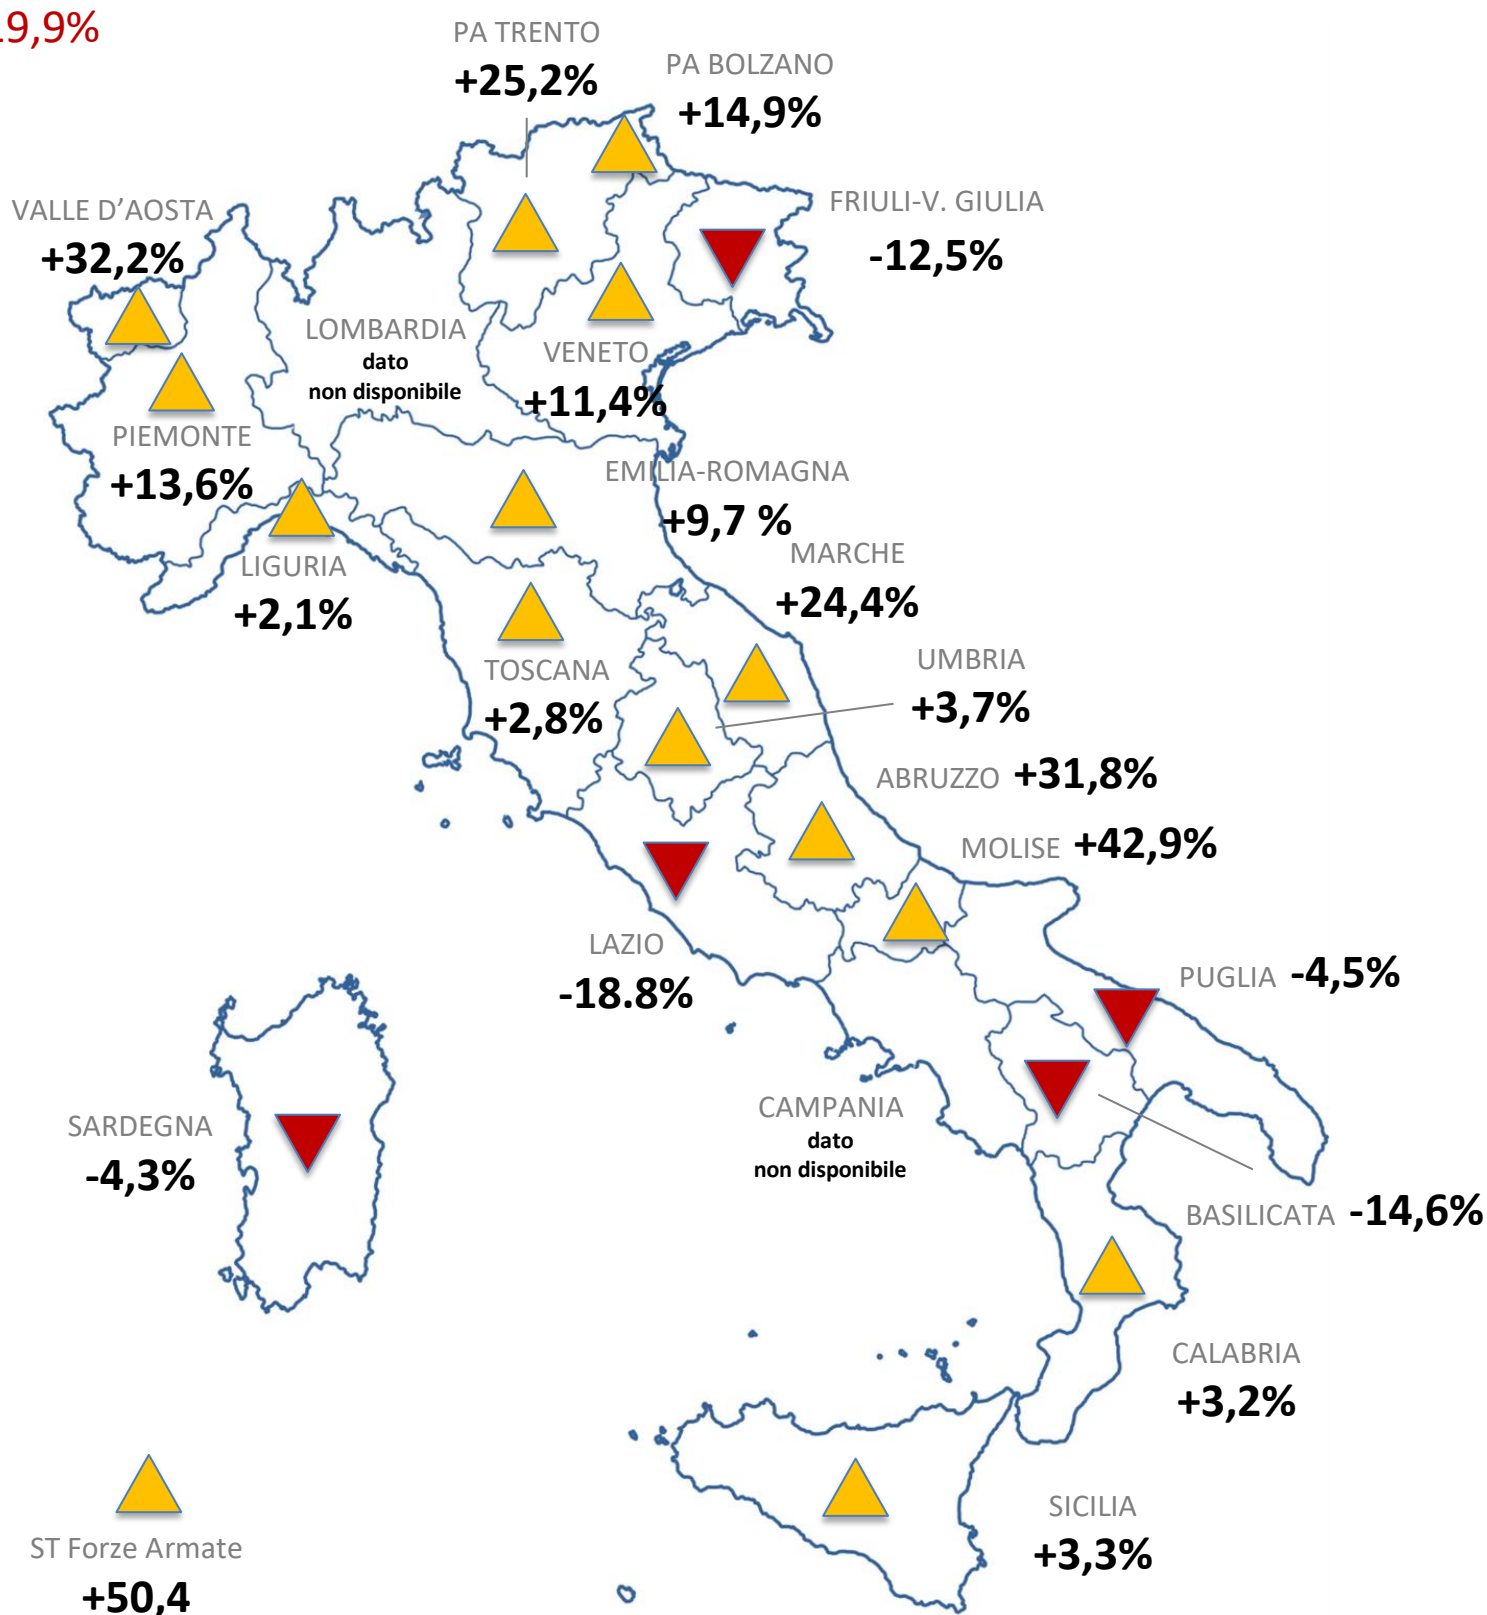 19,9%
PA TRENTO
+25,2%
PA BOLZANO
+14,9%
VALLE D’AOSTA
+32,2%
FRIULI-V. GIULIA
-12,5%
LOMBARDIA
dato
non disponibile
VENETO
+11,4%
PIEMONTE
+13,6%
EMILIA-ROMAGNA
+9,7 %
LIGURIA
+2,1%
MARCHE
+24,4%
TOSCANA
+2,8%
UMBRIA
+3,7%
ABRUZZO +31,8%
MOLISE +42,9%
LAZIO
-18.8%
PUGLIA -4,5%
SARDEGNA
-4,3%
CAMPANIA
dato
non disponibile
BASILICATA -14,6%
CALABRIA
+3,2%
SICILIA
+3,3%
ST Forze Armate
+50,4